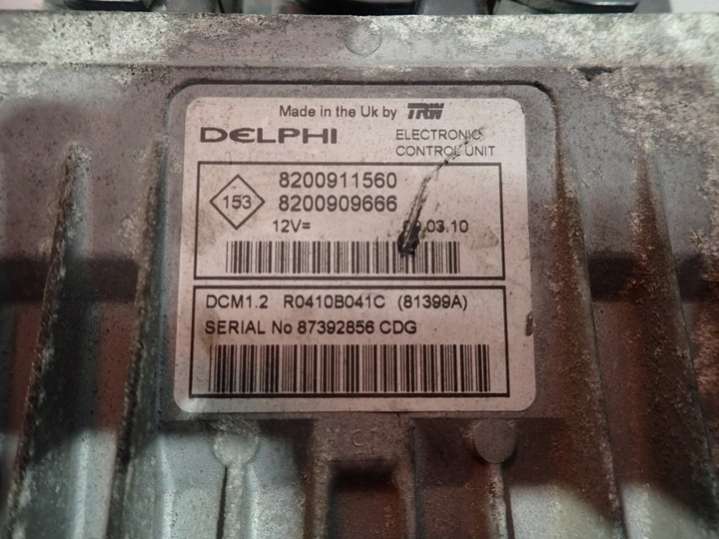 Made in the Uk by TRW
DELPHI ELECTRONIC
CONTROL UNIT
153
8200911560
8200909666
12V= 03.10
DCM1.2 R0410B041C (81399A)
SERIAL No 87392856 CDG